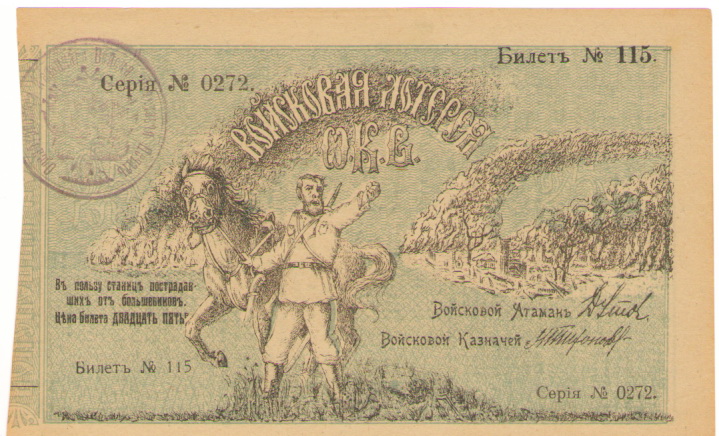 Билетъ № 115.
Серія № 0272.
ВОЙСКОВАЯ ЛОТЕРЕЯ
О.К.В.
Въ пользу станицъ пострадав-
шихъ отъ большевиковъ.
Цѣна билета ДВАДЦАТЬ ПЯТЬ
Войсковой Атаманъ
Войсковой Казначей
Билетъ № 115
Серія № 0272.